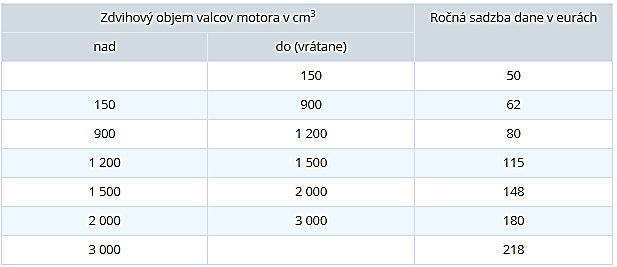 Zdvihový objem valcov motora v cm³ Ročná sadzba dane v eurách
nad do (vrátane)
150 50
150 900 62
900 1 200 80
1 200 1 500 115
1 500 2 000 148
2 000 3 000 180
3 000 218